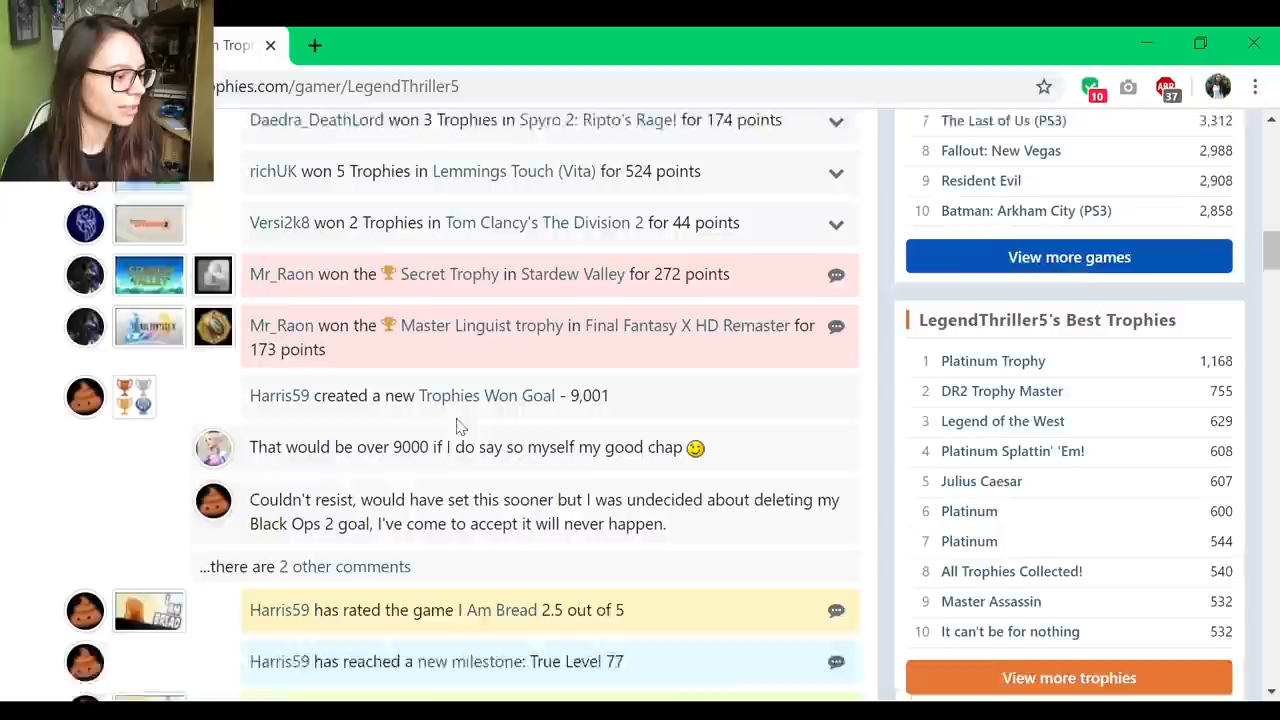 n Trop
10
37
phies.com/gamer/LegendThriller5
Daedra_DeathLord won 3 Trophies in Spyro 2: Ripto's Rage! for 174 points
richUK won 5 Trophies in Lemmings Touch (Vita) for 524 points
Versi2k8 won 2 Trophies in Tom Clancy's The Division 2 for 44 points
Mr_Raon won the Secret Trophy in Stardew Valley for 272 points
Mr_Raon won the Master Linguist trophy in Final Fantasy X HD Remaster for
173 points
Harris59 created a new Trophies Won Goal - 9,001
That would be over 9000 if I do say so myself my good chap
Couldn't resist, would have set this sooner but I was undecided about deleting my
Black Ops 2 goal, I've come to accept it will never happen.
...there are 2 other comments
Harris59 has rated the game I Am Bread 2.5 out of 5
Harris59 has reached a new milestone: True Level 77
7 The Last of Us (PS3) 3,312
8 Fallout: New Vegas 2,988
9 Resident Evil 2,908
10 Batman: Arkham City (PS3) 2,858
View more games
LegendThriller5's Best Trophies
1 Platinum Trophy 1,168
2 DR2 Trophy Master 755
3 Legend of the West 629
4 Platinum Splattin' 'Em! 608
5 Julius Caesar 607
6 Platinum 600
7 Platinum 544
8 All Trophies Collected! 540
9 Master Assassin 532
10 It can't be for nothing 532
View more trophies